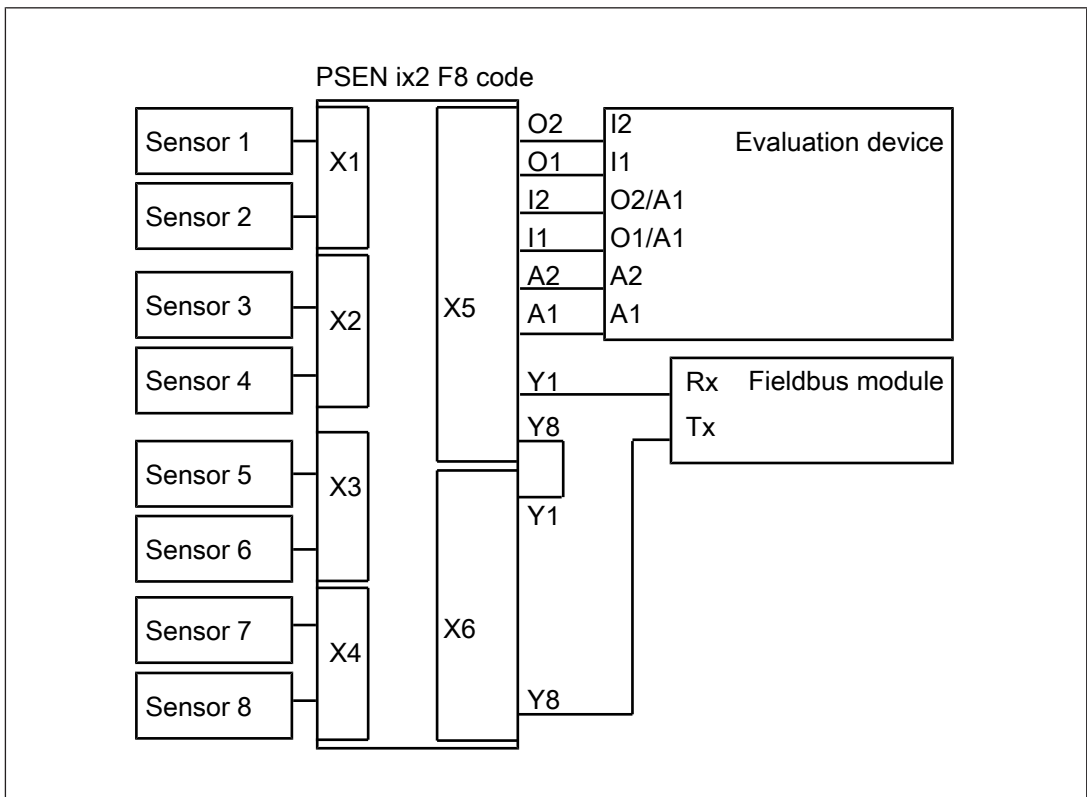 PSEN ix2 F8 code
Sensor 1
Sensor 2
Sensor 3
Sensor 4
Sensor 5
Sensor 6
Sensor 7
Sensor 8
X1
X2
X3
X4
X5
X6
O2
O1
I2
I1
A2
A1
Y1
Y8
Y1
Y8
I2
I1
O2/A1
O1/A1
A2
A1
Evaluation device
Rx Fieldbus module
Tx